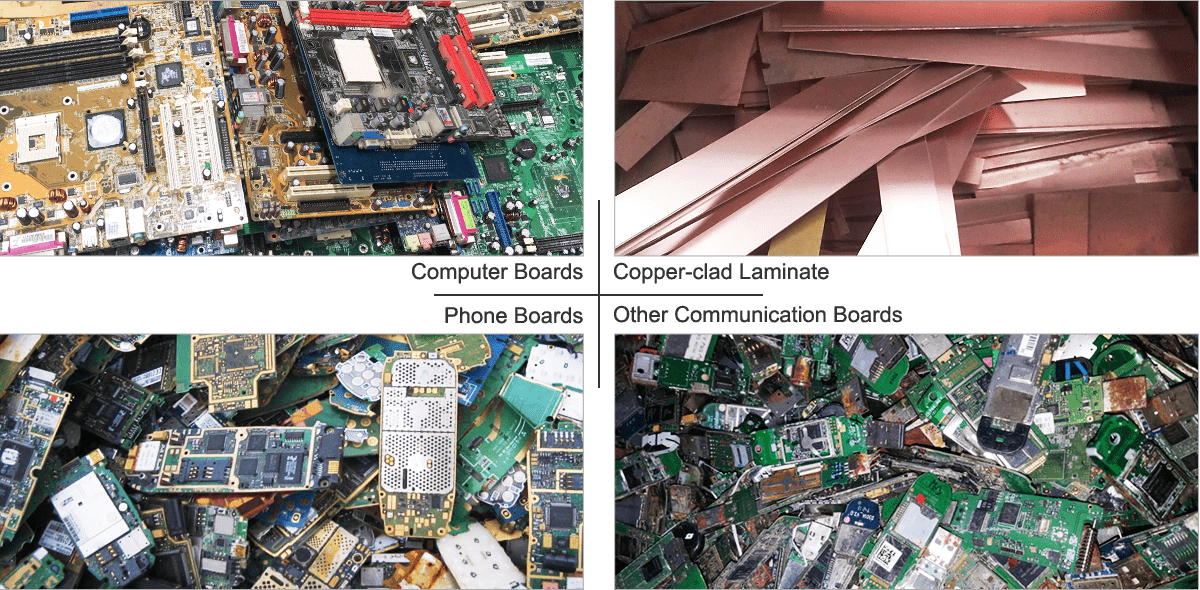 Computer Boards
Copper-clad Laminate
Phone Boards
Other Communication Boards